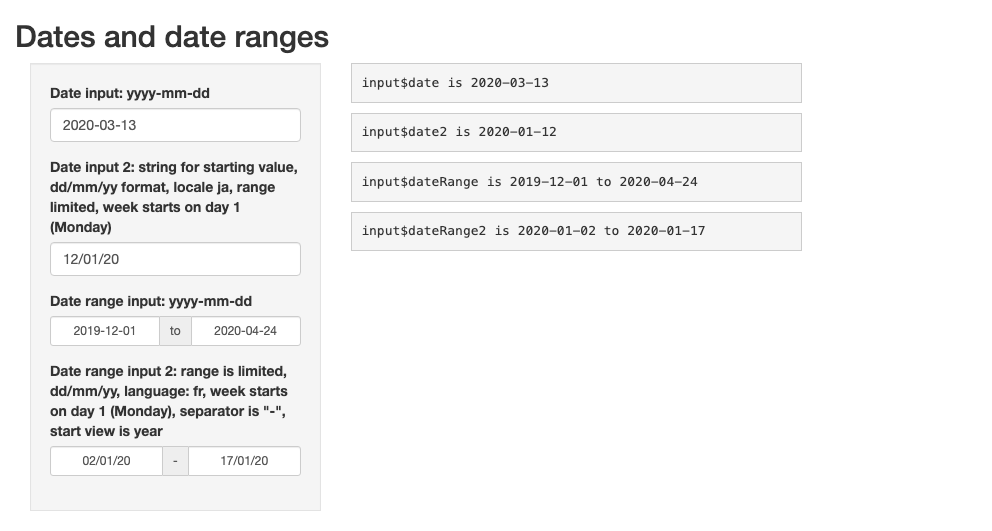 Dates and date ranges
Date input: yyyy-mm-dd
2020-03-13
Date input 2: string for starting value,
dd/mm/yy format, locale ja, range
limited, week starts on day 1
(Monday)
12/01/20
Date range input: yyyy-mm-dd
2019-12-01 to 2020-04-24
Date range input 2: range is limited,
dd/mm/yy, language: fr, week starts
on day 1 (Monday), separator is "-",
start view is year
02/01/20 - 17/01/20
input$date is 2020-03-13
input$date2 is 2020-01-12
input$dateRange is 2019-12-01 to 2020-04-24
input$dateRange2 is 2020-01-02 to 2020-01-17